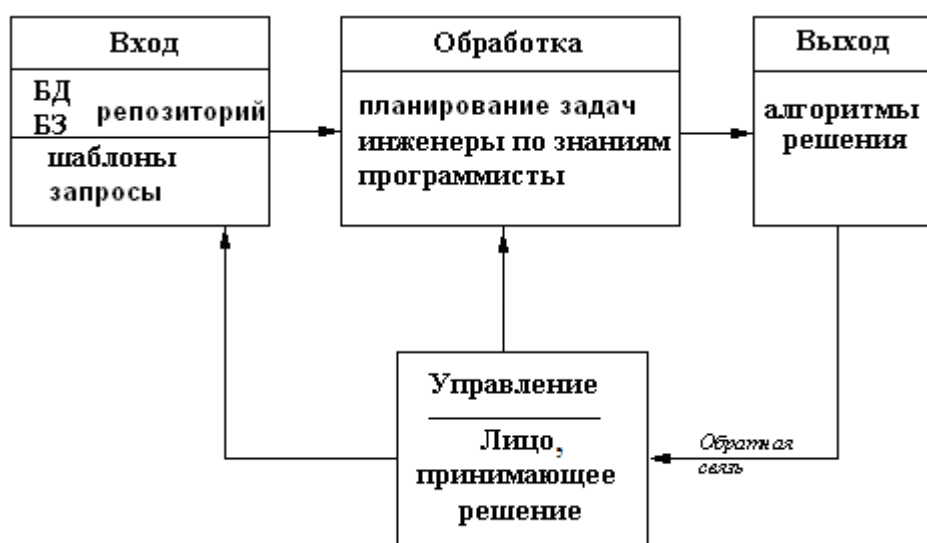 Вход
БД
БЗ
репозиторий
шаблоны
запросы
Обработка
планирование задач
инженеры по знаниям
программисты
Выход
алгоритмы
решения
Управление
Лицо,
принимающее
решение
Обратная
связь